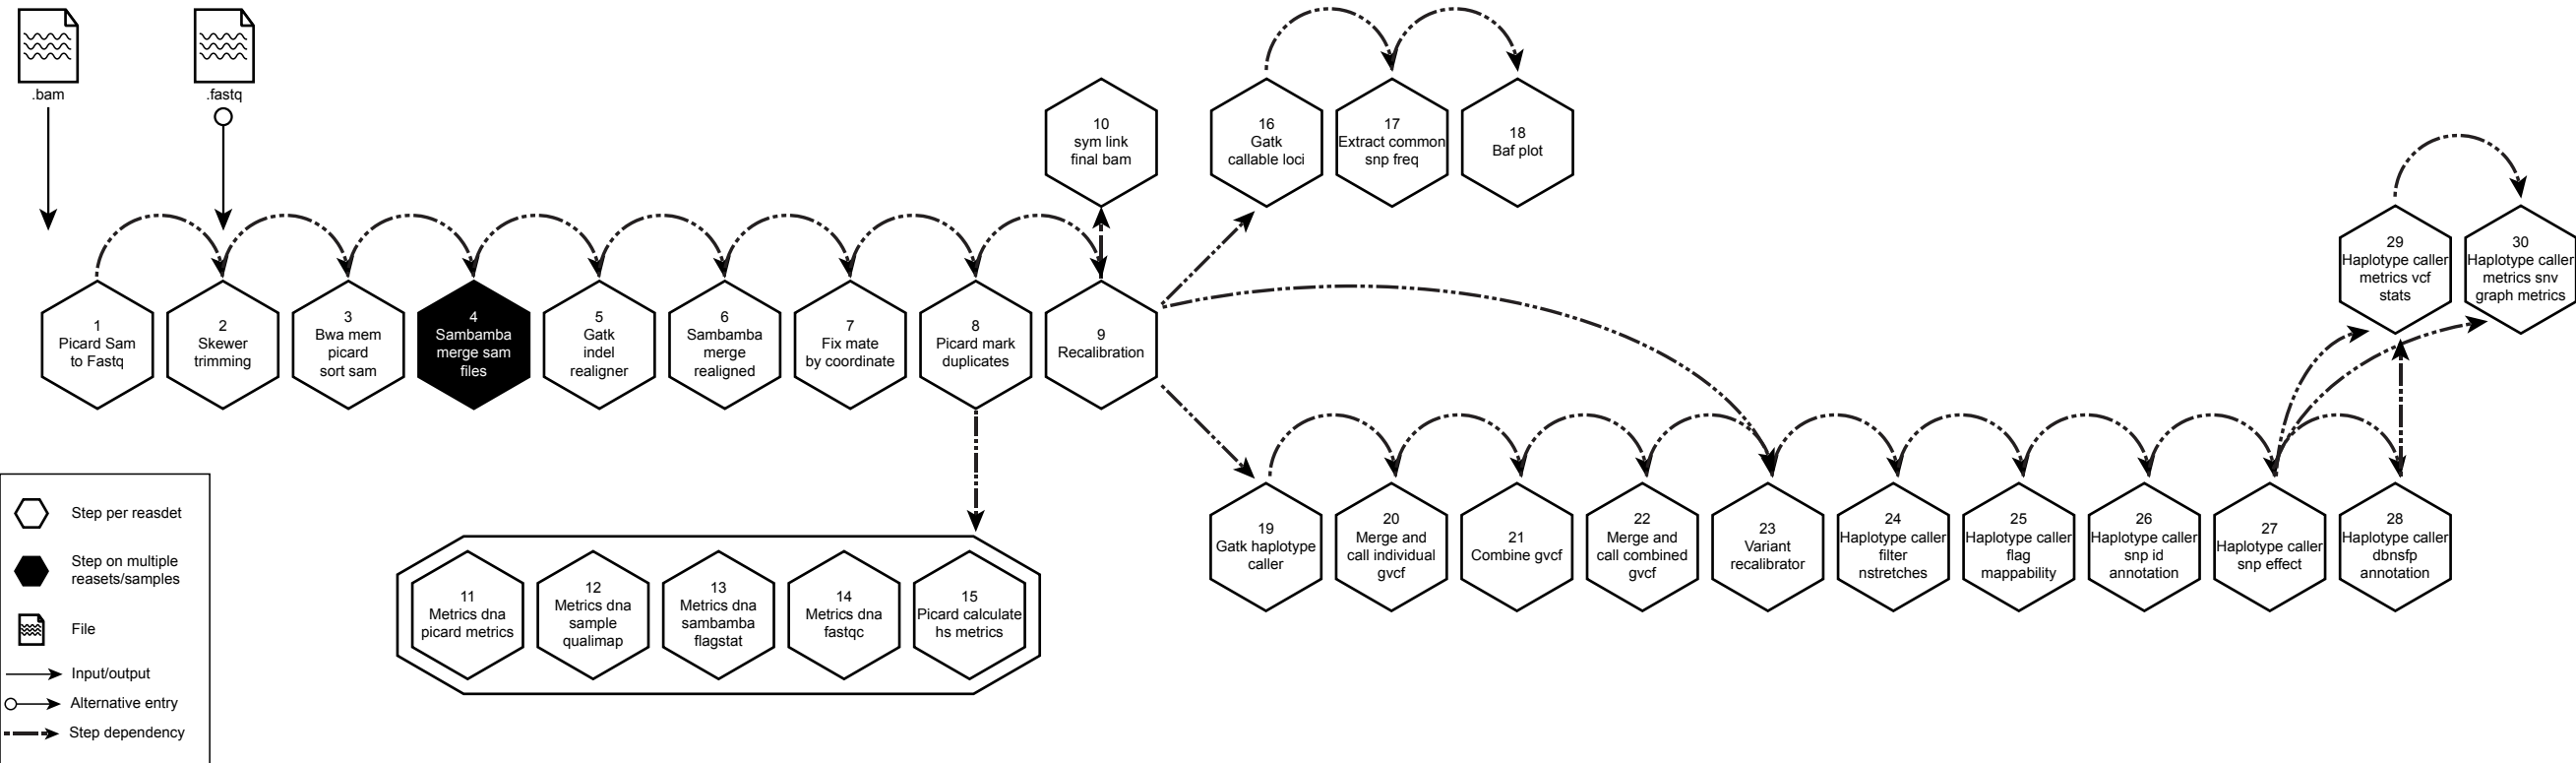 .bam
.fastq
1
Picard Sam
to Fastq
2
Skewer
trimming
3
Bwa mem
picard
sort sam
4
Sambamba
merge sam
files
5
Gatk
indel
realigner
6
Sambamba
merge
realigned
7
Fix mate
by coordinate
8
Picard mark
duplicates
9
Recalibration
10
sym link
final bam
11
Metrics dna
picard metrics
12
Metrics dna
sample
qualimap
13
Metrics dna
sambamba
flagstat
14
Metrics dna
fastqc
15
Picard calculate
hs metrics
16
Gatk
callable loci
17
Extract common
snp freq
18
Baf plot
19
Gatk haplotype
caller
20
Merge and
call individual
gvcf
21
Combine gvcf
22
Merge and
call combined
gvcf
23
Variant
recalibrator
24
Haplotype caller
filter
nstretches
25
Haplotype caller
flag
mappability
26
Haplotype caller
snp id
annotation
27
Haplotype caller
snp effect
28
Haplotype caller
dbnsfp
annotation
29
Haplotype caller
metrics vcf
stats
30
Haplotype caller
metrics snv
graph metrics
Step per reasdet
Step on multiple
reasets/samples
File
Input/output
Alternative entry
Step dependency